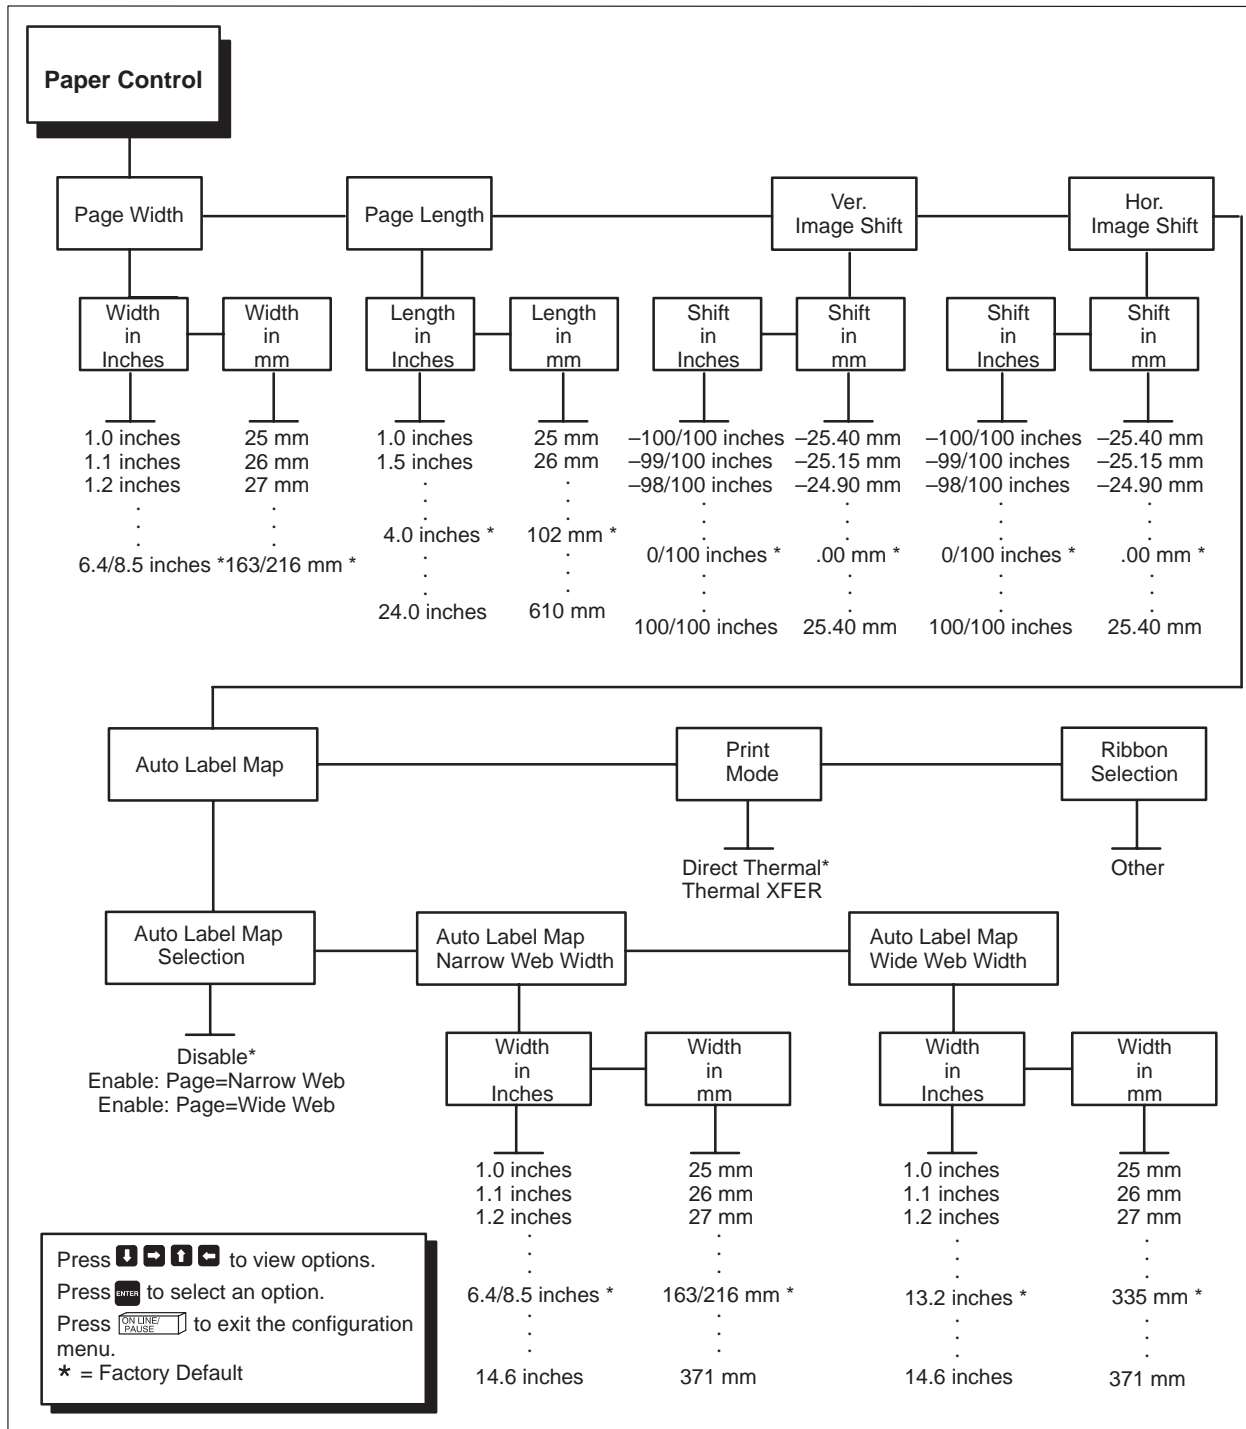 Paper Control
Page Width
Page Length
Ver.
Image Shift
Hor.
Image Shift
Width
in
Inches
Width
in
mm
Length
in
Inches
Length
in
mm
Shift
in
Inches
Shift
in
mm
Shift
in
Inches
Shift
in
mm
1.0 inches
1.1 inches
1.2 inches
.
.
.
6.4/8.5 inches *
25 mm
26 mm
27 mm
.
.
.
163/216 mm *
1.0 inches
1.5 inches
.
.
.
4.0 inches *
.
.
.
24.0 inches
25 mm
26 mm
.
.
.
102 mm *
.
.
.
610 mm
–100/100 inches
–99/100 inches
–98/100 inches
.
.
.
0/100 inches *
.
.
.
100/100 inches
–25.40 mm
–25.15 mm
–24.90 mm
.
.
.
.00 mm *
.
.
.
25.40 mm
–100/100 inches
–99/100 inches
–98/100 inches
.
.
.
0/100 inches *
.
.
.
100/100 inches
–25.40 mm
–25.15 mm
–24.90 mm
.
.
.
.00 mm *
.
.
.
25.40 mm
Auto Label Map
Print
Mode
Ribbon
Selection
Direct Thermal*
Thermal XFER
Other
Auto Label Map
Selection
Auto Label Map
Narrow Web Width
Auto Label Map
Wide Web Width
Disable*
Enable: Page=Narrow Web
Enable: Page=Wide Web
Width
in
Inches
Width
in
mm
Width
in
Inches
Width
in
mm
1.0 inches
1.1 inches
1.2 inches
.
.
.
6.4/8.5 inches *
.
.
.
14.6 inches
25 mm
26 mm
27 mm
.
.
.
163/216 mm *
.
.
.
371 mm
1.0 inches
1.1 inches
1.2 inches
.
.
.
13.2 inches *
.
.
.
14.6 inches
25 mm
26 mm
27 mm
.
.
.
335 mm *
.
.
.
371 mm
Press ⬇ ➡ ⬆ ⬅ to view options.
Press ENTER to select an option.
Press ON LINE/ PAUSE to exit the configuration
menu.
* = Factory Default